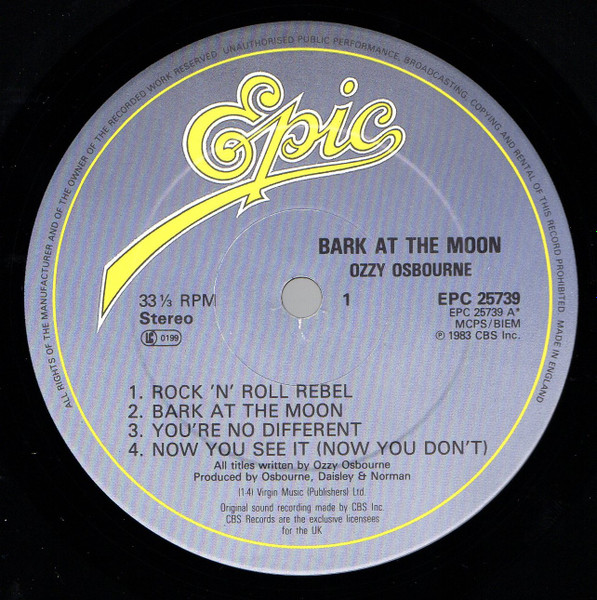 ALL RIGHTS OF THE MANUFACTURER AND OF THE OWNER OF THE RECORDED WORK RESERVED. UNAUTHORISED PUBLIC PERFORMANCE, BROADCASTING, COPYING AND RENTAL OF THIS RECORD PROHIBITED. MADE IN ENGLAND
Epic
BARK AT THE MOON
OZZY OSBOURNE
33 ⅓ RPM 1 EPC 25739
Stereo EPC 25739 A*
MCPS/BIEM
LC 0199 ℗ 1983 CBS Inc.
1. ROCK 'N' ROLL REBEL
2. BARK AT THE MOON
3. YOU'RE NO DIFFERENT
4. NOW YOU SEE IT (NOW YOU DON'T)
All titles written by Ozzy Osbourne
Produced by Osbourne, Daisley & Norman
(1-4) Virgin Music (Publishers) Ltd.
Original sound recording made by CBS Inc.
CBS Records are the exclusive licensees
for the UK